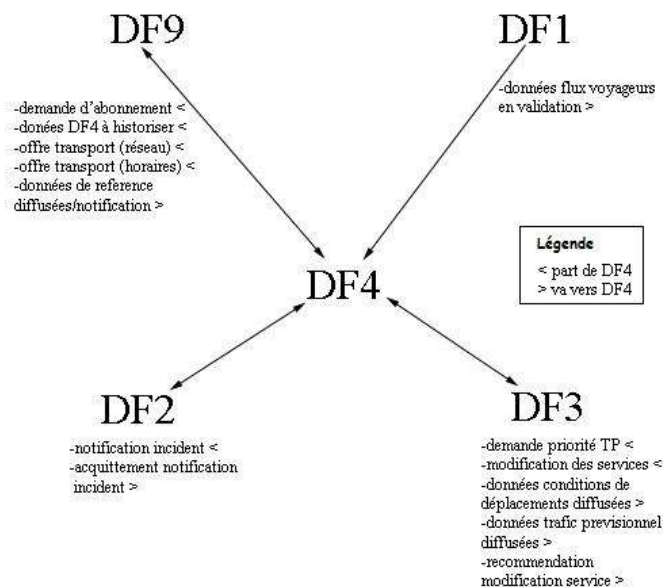 DF9
DF1
-demande d'abonnement <
-donées DF4 à historiser <
-offre transport (réseau) <
-offre transport (horaires) <
-données de reference
diffusées/notification >
-données flux voyageurs
en validation >
Légende
< part de DF4
> va vers DF4
DF4
DF2
-notification incident <
-acquittement notification
incident >
DF3
-demande priorité TP <
-modification des services <
-données conditions de
déplacements diffusées >
-données trafic previsionnel
diffusées >
-recommendation
modification service >